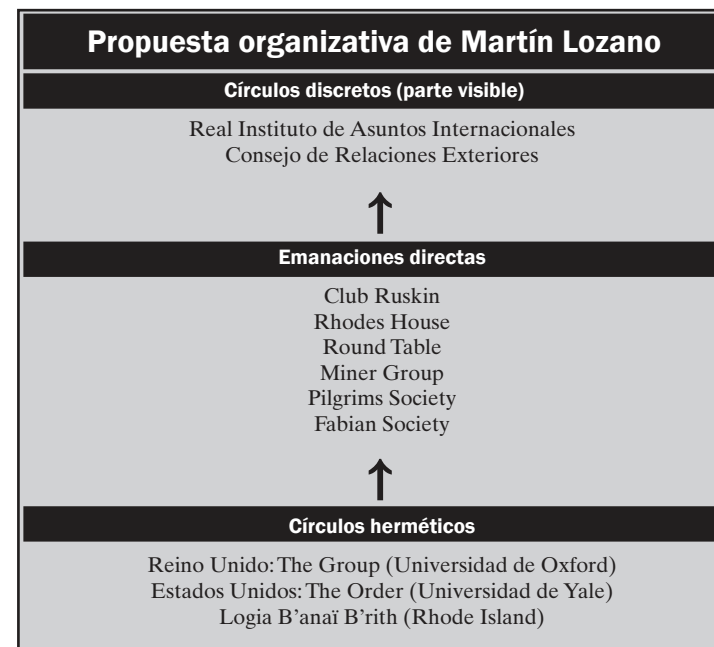 Propuesta organizativa de Martín Lozano
Círculos discretos (parte visible)
Real Instituto de Asuntos Internacionales
Consejo de Relaciones Exteriores
↑
Emanaciones directas
Club Ruskin
Rhodes House
Round Table
Miner Group
Pilgrims Society
Fabian Society
↑
Círculos herméticos
Reino Unido: The Group (Universidad de Oxford)
Estados Unidos: The Order (Universidad de Yale)
Logia B’anaï B’rith (Rhode Island)